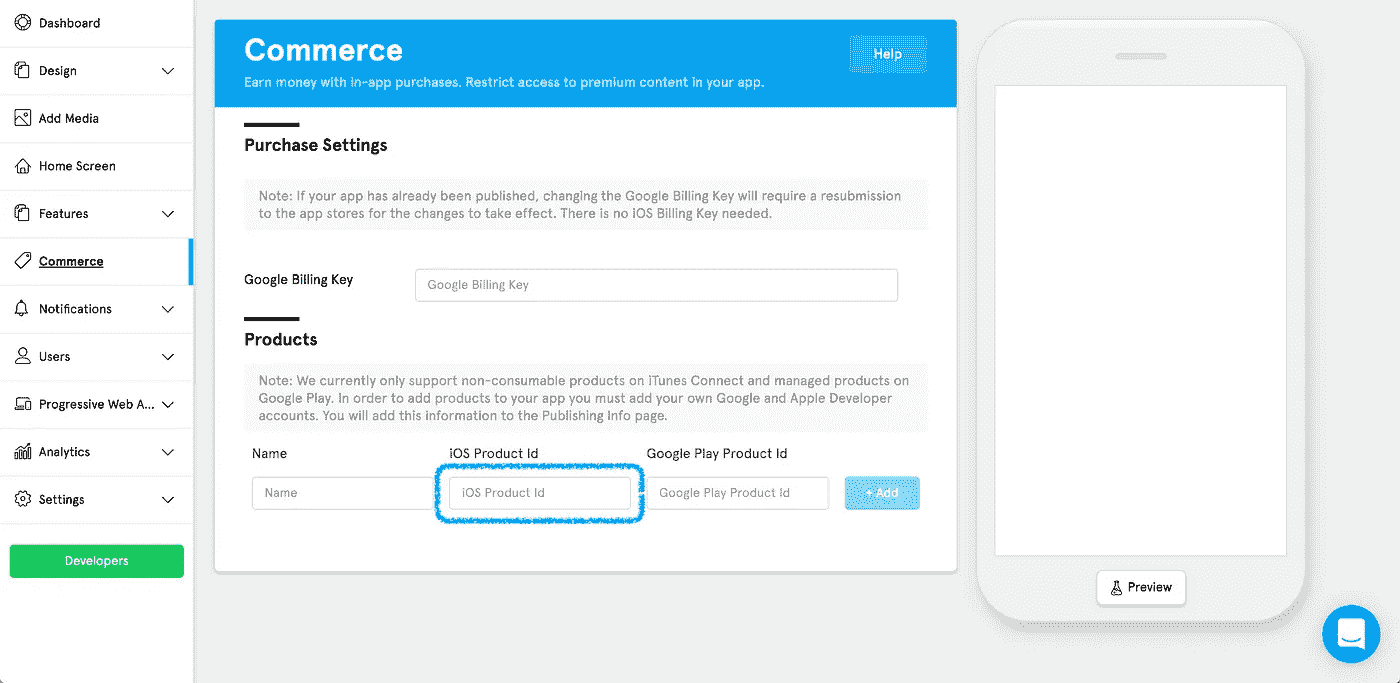 Dashboard
Design
Add Media
Home Screen
Features
Commerce
Notifications
Users
Progressive Web A...
Analytics
Settings
Developers
Commerce
Help
Earn money with in-app purchases. Restrict access to premium content in your app.
Purchase Settings
Note: If your app has already been published, changing the Google Billing Key will require a resubmission
to the app stores for the changes to take effect. There is no iOS Billing Key needed.
Google Billing Key
Google Billing Key
Products
Note: We currently only support non-consumable products on iTunes Connect and managed products on
Google Play. In order to add products to your app you must add your own Google and Apple Developer
accounts. You will add this information to the Publishing Info page.
Name iOS Product Id Google Play Product Id
Name iOS Product Id Google Play Product Id + Add
Preview